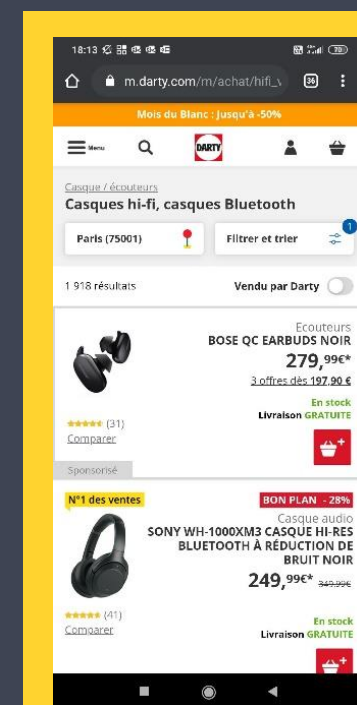 18:13
70
m.darty.com/m/achat/hifi_v
36
Mois du Blanc : Jusqu'à -50%
Menu
DARTY
Casque / écouteurs
Casques hi-fi, casques Bluetooth
Paris (75001)
Filtrer et trier
1
1 918 résultats
Vendu par Darty
Ecouteurs
BOSE QC EARBUDS NOIR
279,99€*
3 offres dès 197,90 €
En stock
Livraison GRATUITE
(31)
Comparer
Sponsorisé
N°1 des ventes
BON PLAN - 28%
Casque audio
SONY WH-1000XM3 CASQUE HI-RES
BLUETOOTH À RÉDUCTION DE
BRUIT NOIR
249,99€* 349,99€
(41)
Comparer
En stock
Livraison GRATUITE